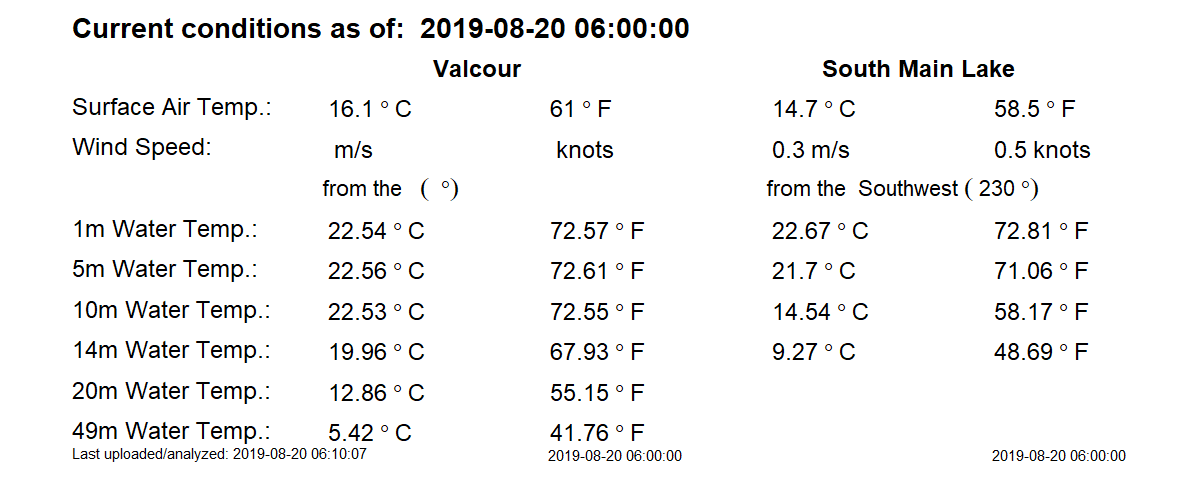 Current conditions as of: 2019-08-20 06:00:00
Valcour South Main Lake
Surface Air Temp.: 16.1 ° C 61 ° F 14.7 ° C 58.5 ° F
Wind Speed: m/s knots 0.3 m/s 0.5 knots
from the ( °) from the Southwest ( 230 °)
1m Water Temp.: 22.54 ° C 72.57 ° F 22.67 ° C 72.81 ° F
5m Water Temp.: 22.56 ° C 72.61 ° F 21.7 ° C 71.06 ° F
10m Water Temp.: 22.53 ° C 72.55 ° F 14.54 ° C 58.17 ° F
14m Water Temp.: 19.96 ° C 67.93 ° F 9.27 ° C 48.69 ° F
20m Water Temp.: 12.86 ° C 55.15 ° F
49m Water Temp.: 5.42 ° C 41.76 ° F
Last uploaded/analyzed: 2019-08-20 06:10:07 2019-08-20 06:00:00 2019-08-20 06:00:00